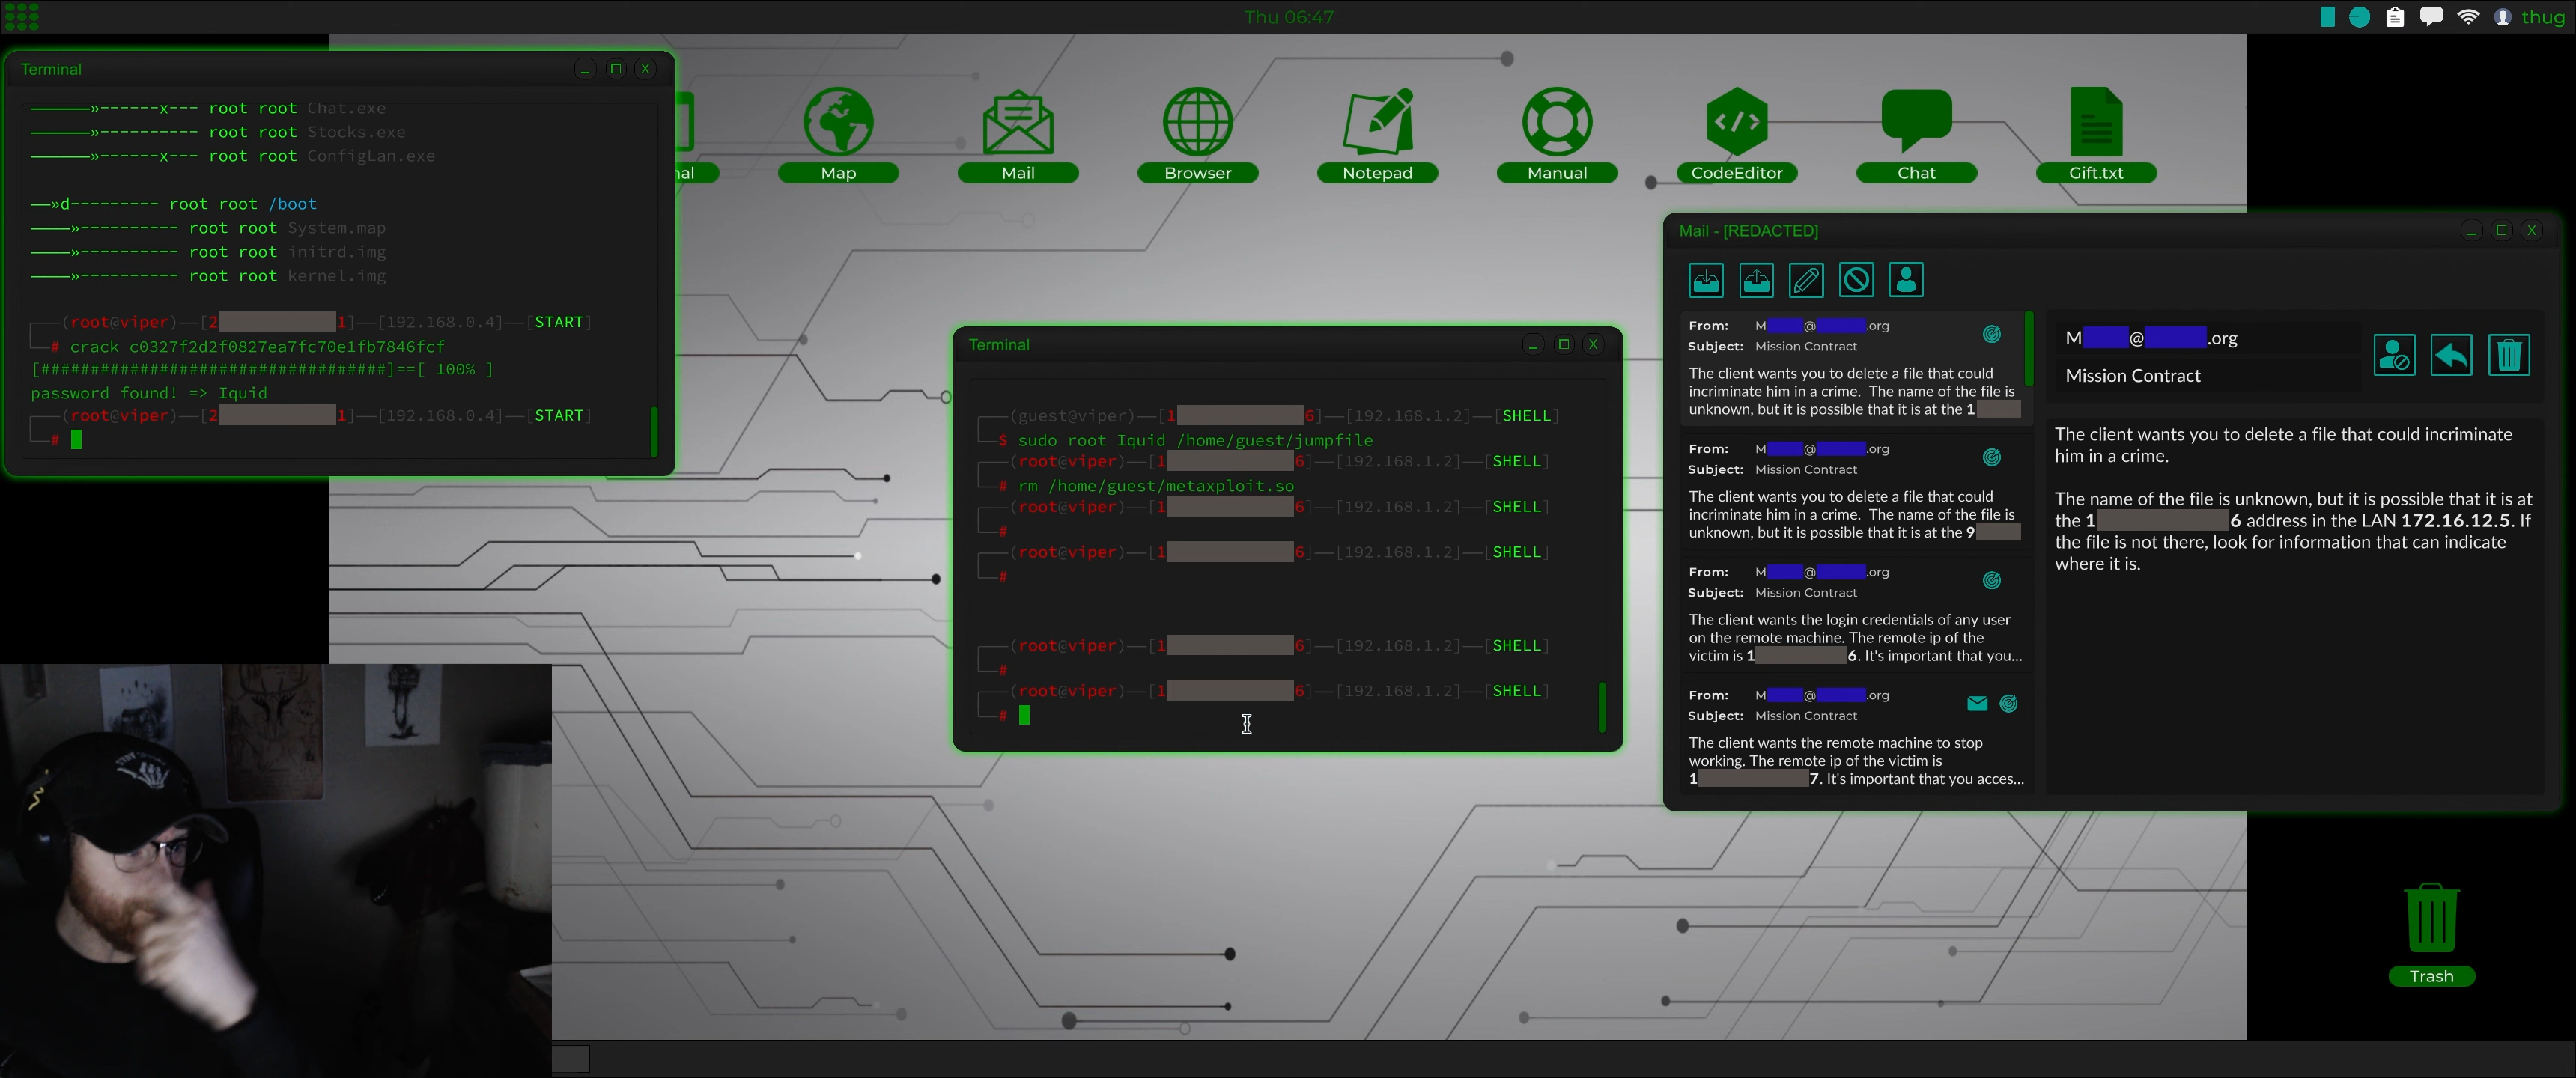 Thu 06:47
thug
Terminal
———»------x--- root root Chat.exe
———»---------- root root Stocks.exe
———»------x--- root root ConfigLan.exe
—»d--------- root root /boot
——»---------- root root System.map
——»---------- root root initrd.img
——»---------- root root kernel.img
(root@viper)—[2 1]—[192.168.0.4]—[START]
# crack c0327f2d2f0827ea7fc70e1fb7846fcf
[###################################]==[ 100% ]
password found! => Iquid
(root@viper)—[2 1]—[192.168.0.4]—[START]
#
nal
Map
Mail
Browser
Notepad
Manual
CodeEditor
Chat
Gift.txt
Terminal
(guest@viper)—[1 6]—[192.168.1.2]—[SHELL]
$ sudo root Iquid /home/guest/jumpfile
(root@viper)—[1 6]—[192.168.1.2]—[SHELL]
# rm /home/guest/metaxploit.so
(root@viper)—[1 6]—[192.168.1.2]—[SHELL]
#
(root@viper)—[1 6]—[192.168.1.2]—[SHELL]
#
(root@viper)—[1 6]—[192.168.1.2]—[SHELL]
#
(root@viper)—[1 6]—[192.168.1.2]—[SHELL]
#
Mail - [REDACTED]
From: M @ .org
Subject: Mission Contract
The client wants you to delete a file that could
incriminate him in a crime. The name of the file is
unknown, but it is possible that it is at the 1
From: M @ .org
Subject: Mission Contract
The client wants you to delete a file that could
incriminate him in a crime. The name of the file is
unknown, but it is possible that it is at the 9
From: M @ .org
Subject: Mission Contract
The client wants the login credentials of any user
on the remote machine. The remote ip of the
victim is 1 6. It's important that you...
From: M @ .org
Subject: Mission Contract
The client wants the remote machine to stop
working. The remote ip of the victim is
1 7. It's important that you acces...
M @ .org
Mission Contract
The client wants you to delete a file that could incriminate
him in a crime.
The name of the file is unknown, but it is possible that it is at
the 1 6 address in the LAN 172.16.12.5. If
the file is not there, look for information that can indicate
where it is.
Trash